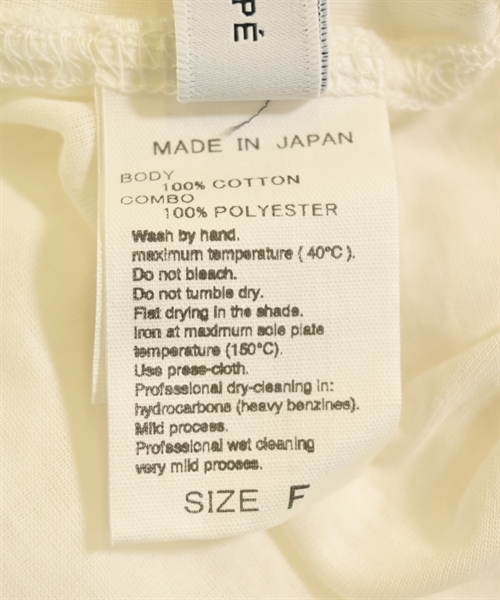 PÉ
MADE IN JAPAN
BODY
100% COTTON
COMBO
100% POLYESTER
Wash by hand.
maximum temperature ( 40°C ).
Do not bleach.
Do not tumble dry.
Flat drying in the shade.
Iron at maximum sole plate
temperature (150°C).
Use press-cloth.
Professional dry-cleaning in:
hydrocarbons (heavy benzines).
Mild process.
Professional wet cleaning
very mild process.
SIZE F